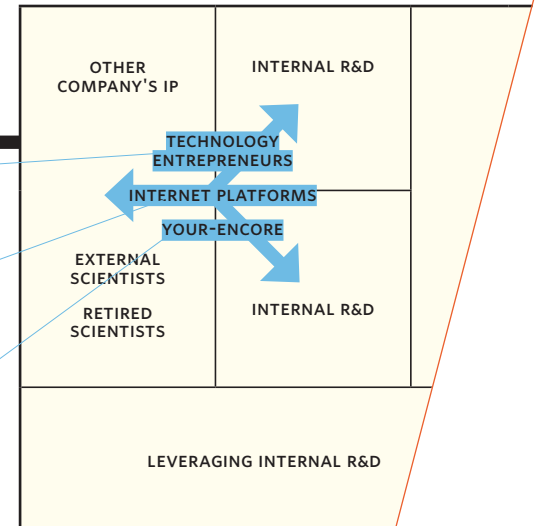 OTHER
COMPANY'S IP
INTERNAL R&D
TECHNOLOGY
ENTREPRENEURS
INTERNET PLATFORMS
YOUR-ENCORE
EXTERNAL
SCIENTISTS
RETIRED
SCIENTISTS
INTERNAL R&D
LEVERAGING INTERNAL R&D